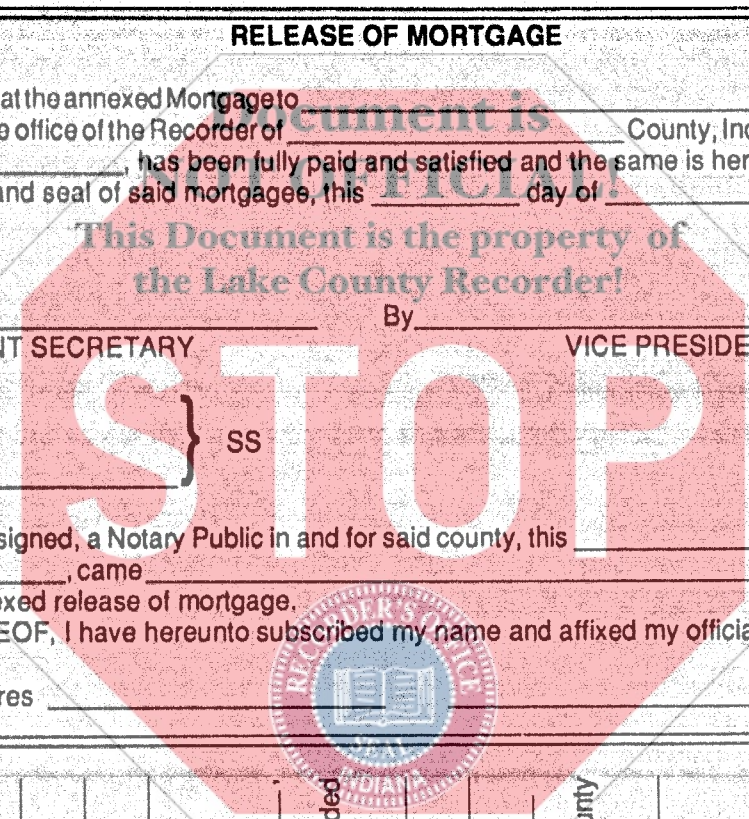 RELEASE OF MORTGAGE
at the annexed Mortgage to
Document is
e office of the Recorder of County, Ind
, has been fully paid and satisfied and the same is her
NOT OFFICIAL!
and seal of said mortgagee, this day of
This Document is the property of
the Lake County Recorder!
By
NT SECRETARY VICE PRESIDE
STOP
} SS
signed, a Notary Public in and for said county, this
, came
exed release of mortgage.
EOF, I have hereunto subscribed my name and affixed my officia
RECORDER'S OFFICE
res
SEAL
INDIANA
ded
unty